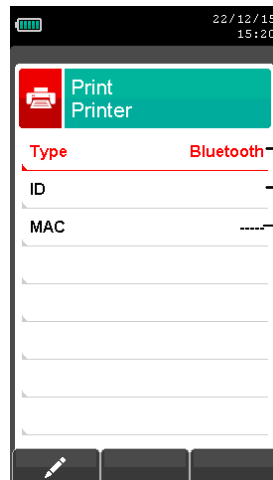 22/12/15
15:20
Print
Printer
Type Bluetooth
ID -
MAC -----